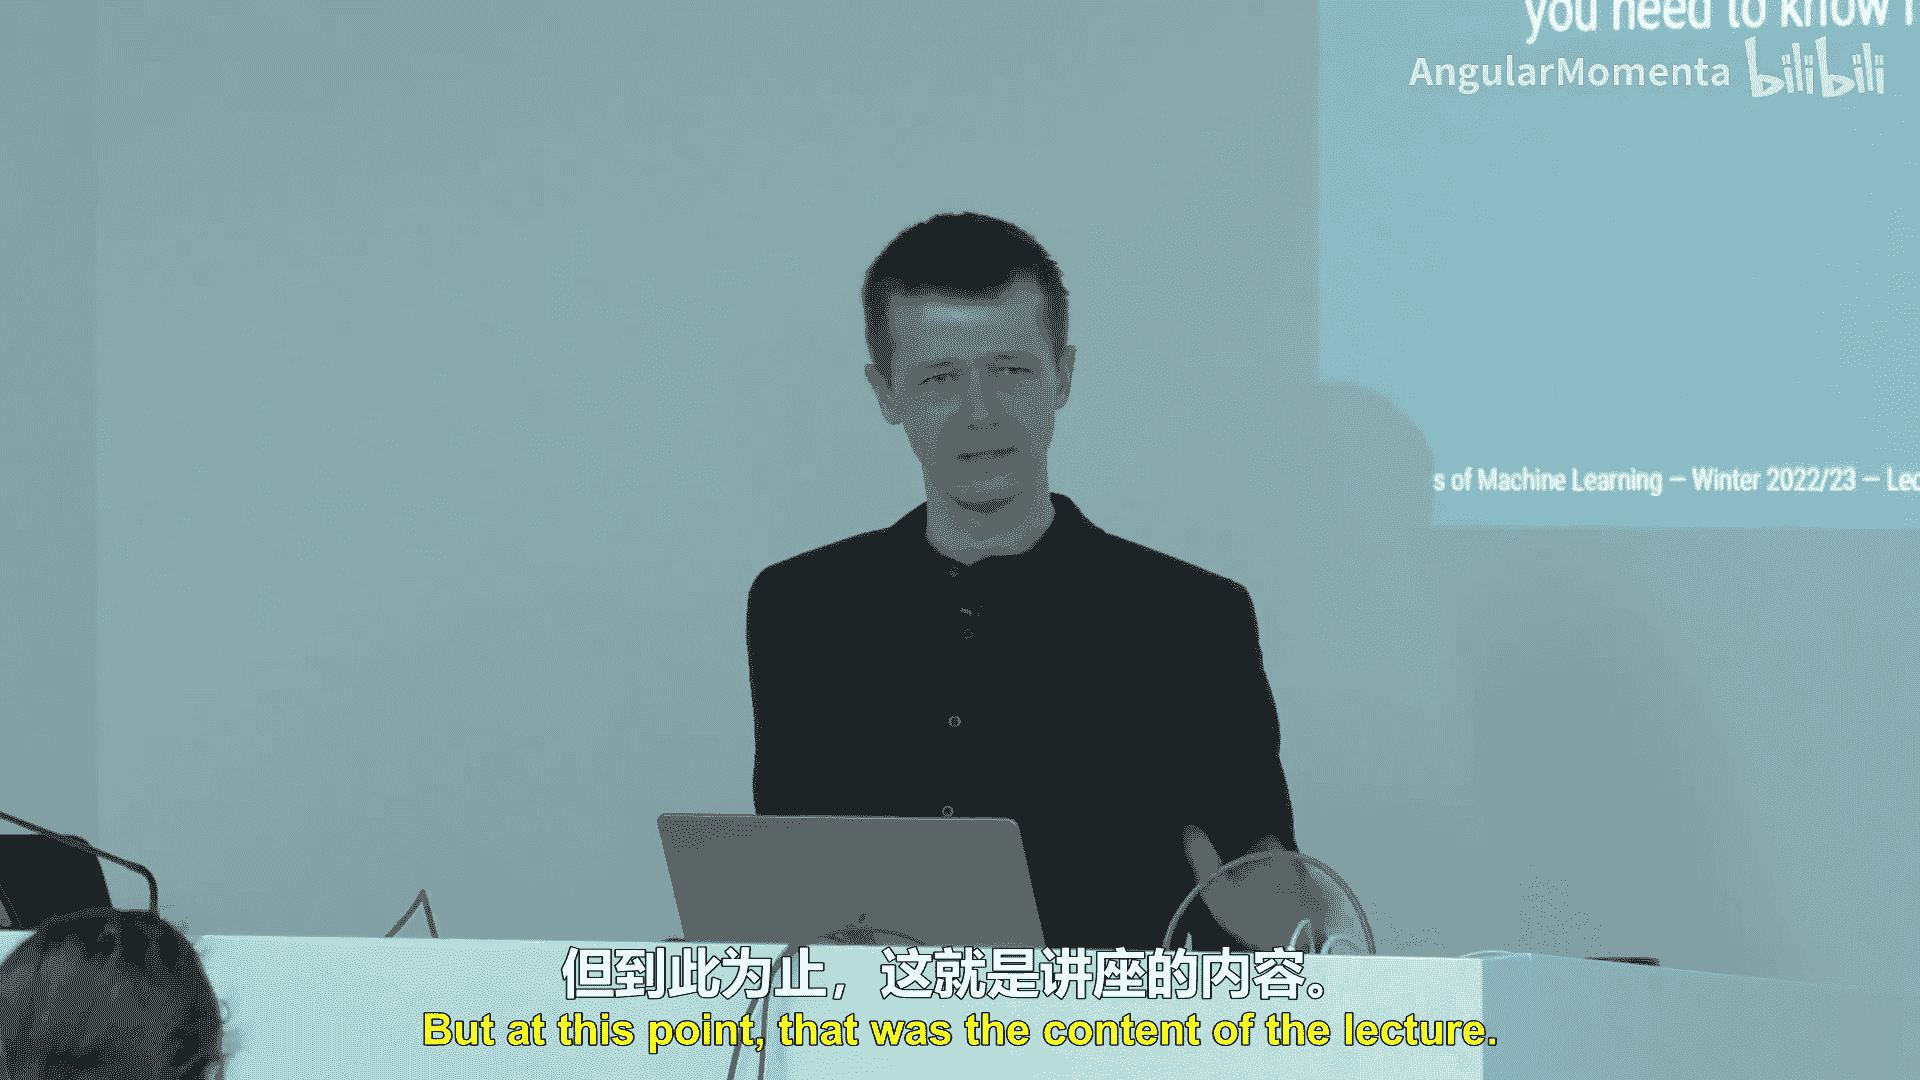 you need to know
AngularMomenta bilibili
s of Machine Learning — Winter 2022/23 — Lec
但到此为止，这就是讲座的内容。
But at this point, that was the content of the lecture.